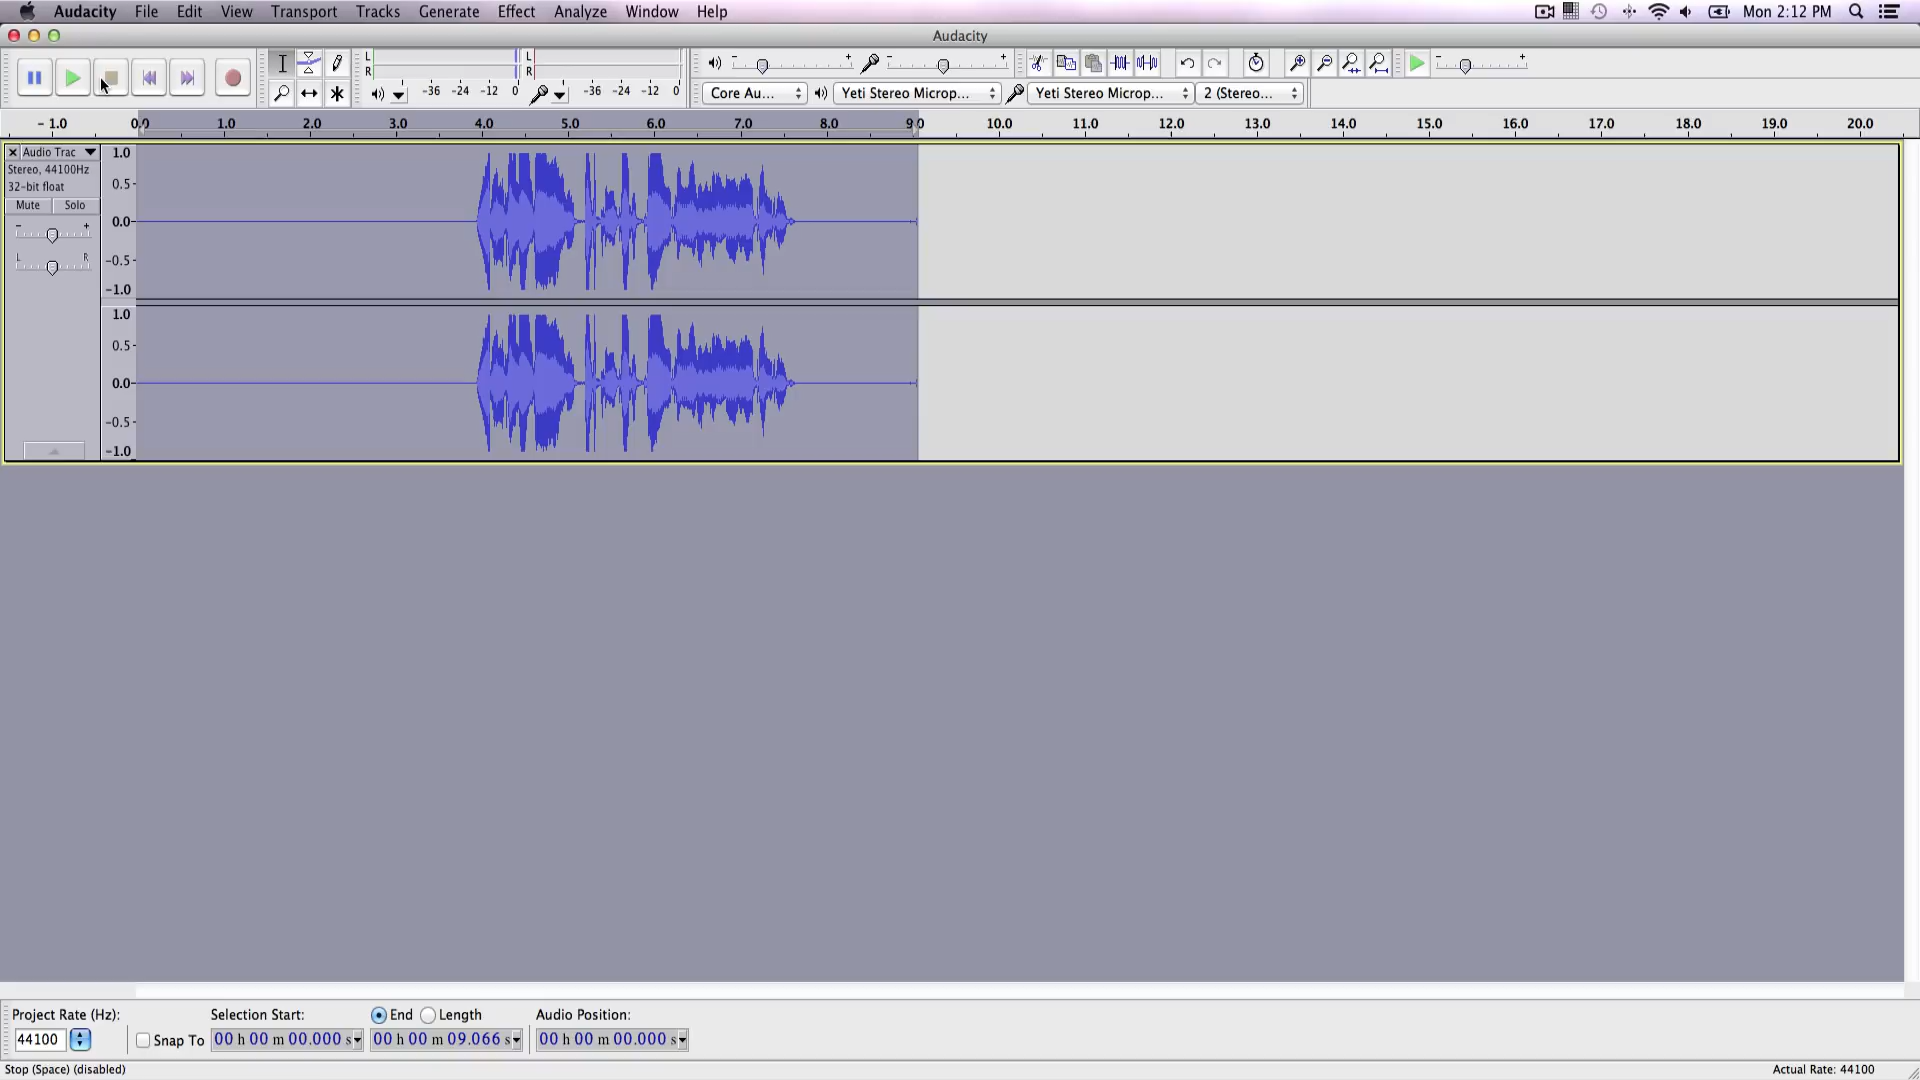 Audacity File Edit View Transport Tracks Generate Effect Analyze Window Help Mon 2:12 PM
Audacity
L
R
-36 -24 -12 0
L
R
-36 -24 -12 0
- +
- +
- +
Core Au... Yeti Stereo Microp... Yeti Stereo Microp... 2 (Stereo...
- 1.0 0.0 1.0 2.0 3.0 4.0 5.0 6.0 7.0 8.0 9.0 10.0 11.0 12.0 13.0 14.0 15.0 16.0 17.0 18.0 19.0 20.0
Audio Trac
Stereo, 44100Hz
32-bit float
Mute Solo
- +
L R
1.0
0.5-
0.0-
-0.5-
-1.0
1.0
0.5-
0.0-
-0.5-
-1.0
Project Rate (Hz): Selection Start: End Length Audio Position:
44100 Snap To 00 h 00 m 00.000 s 00 h 00 m 09.066 s 00 h 00 m 00.000 s
Stop (Space) (disabled) Actual Rate: 44100